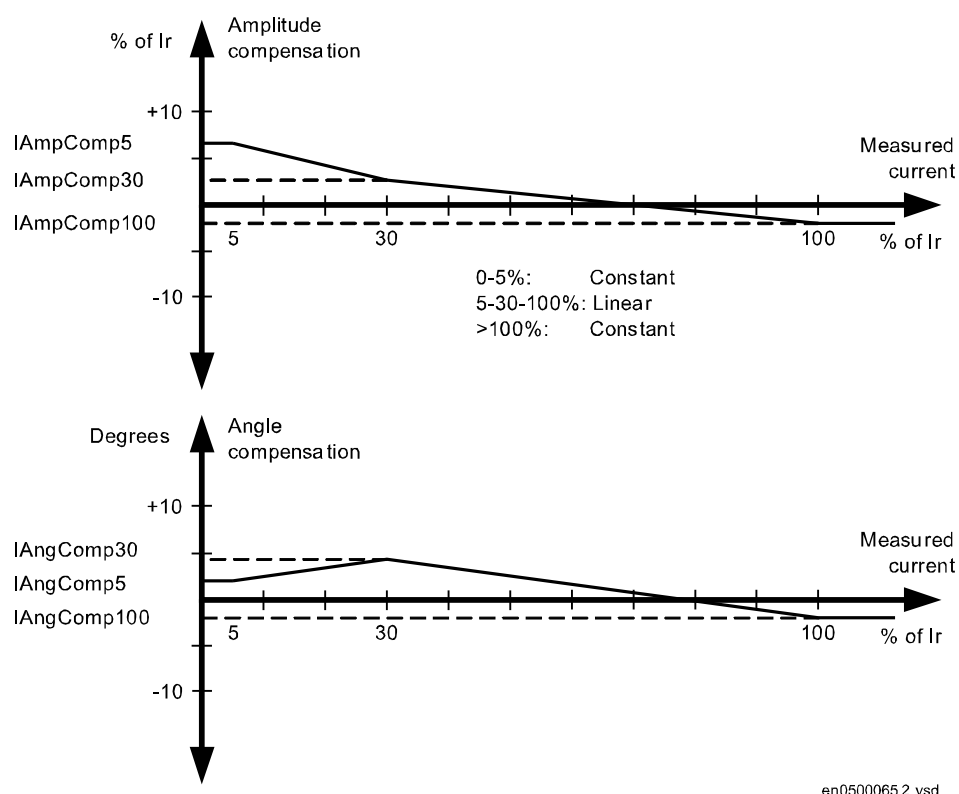 % of Ir
Amplitude
compensation
+10
IAmpComp5
Measured
current
IAmpComp30
IAmpComp100
5
30
100
% of Ir
0-5%: Constant
5-30-100%: Linear
>100%: Constant
-10
Degrees
Angle
compensation
+10
IAngComp30
Measured
current
IAngComp5
IAngComp100
5
30
100
% of Ir
-10
en05000652.vsd